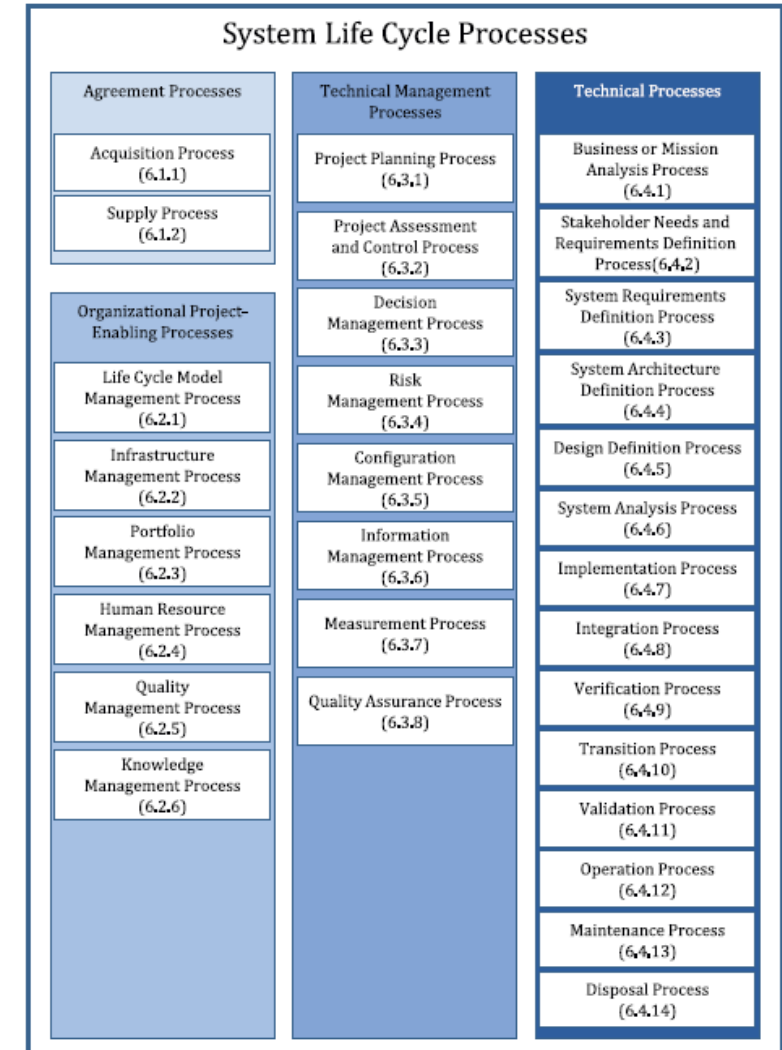 System Life Cycle Processes
Agreement Processes
Acquisition Process
(6.1.1)
Supply Process
(6.1.2)
Organizational Project-
Enabling Processes
Life Cycle Model
Management Process
(6.2.1)
Infrastructure
Management Process
(6.2.2)
Portfolio
Management Process
(6.2.3)
Human Resource
Management Process
(6.2.4)
Quality
Management Process
(6.2.5)
Knowledge
Management Process
(6.2.6)
Technical Management
Processes
Project Planning Process
(6.3.1)
Project Assessment
and Control Process
(6.3.2)
Decision
Management Process
(6.3.3)
Risk
Management Process
(6.3.4)
Configuration
Management Process
(6.3.5)
Information
Management Process
(6.3.6)
Measurement Process
(6.3.7)
Quality Assurance Process
(6.3.8)
Technical Processes
Business or Mission
Analysis Process
(6.4.1)
Stakeholder Needs and
Requirements Definition
Process(6.4.2)
System Requirements
Definition Process
(6.4.3)
System Architecture
Definition Process
(6.4.4)
Design Definition Process
(6.4.5)
System Analysis Process
(6.4.6)
Implementation Process
(6.4.7)
Integration Process
(6.4.8)
Verification Process
(6.4.9)
Transition Process
(6.4.10)
Validation Process
(6.4.11)
Operation Process
(6.4.12)
Maintenance Process
(6.4.13)
Disposal Process
(6.4.14)